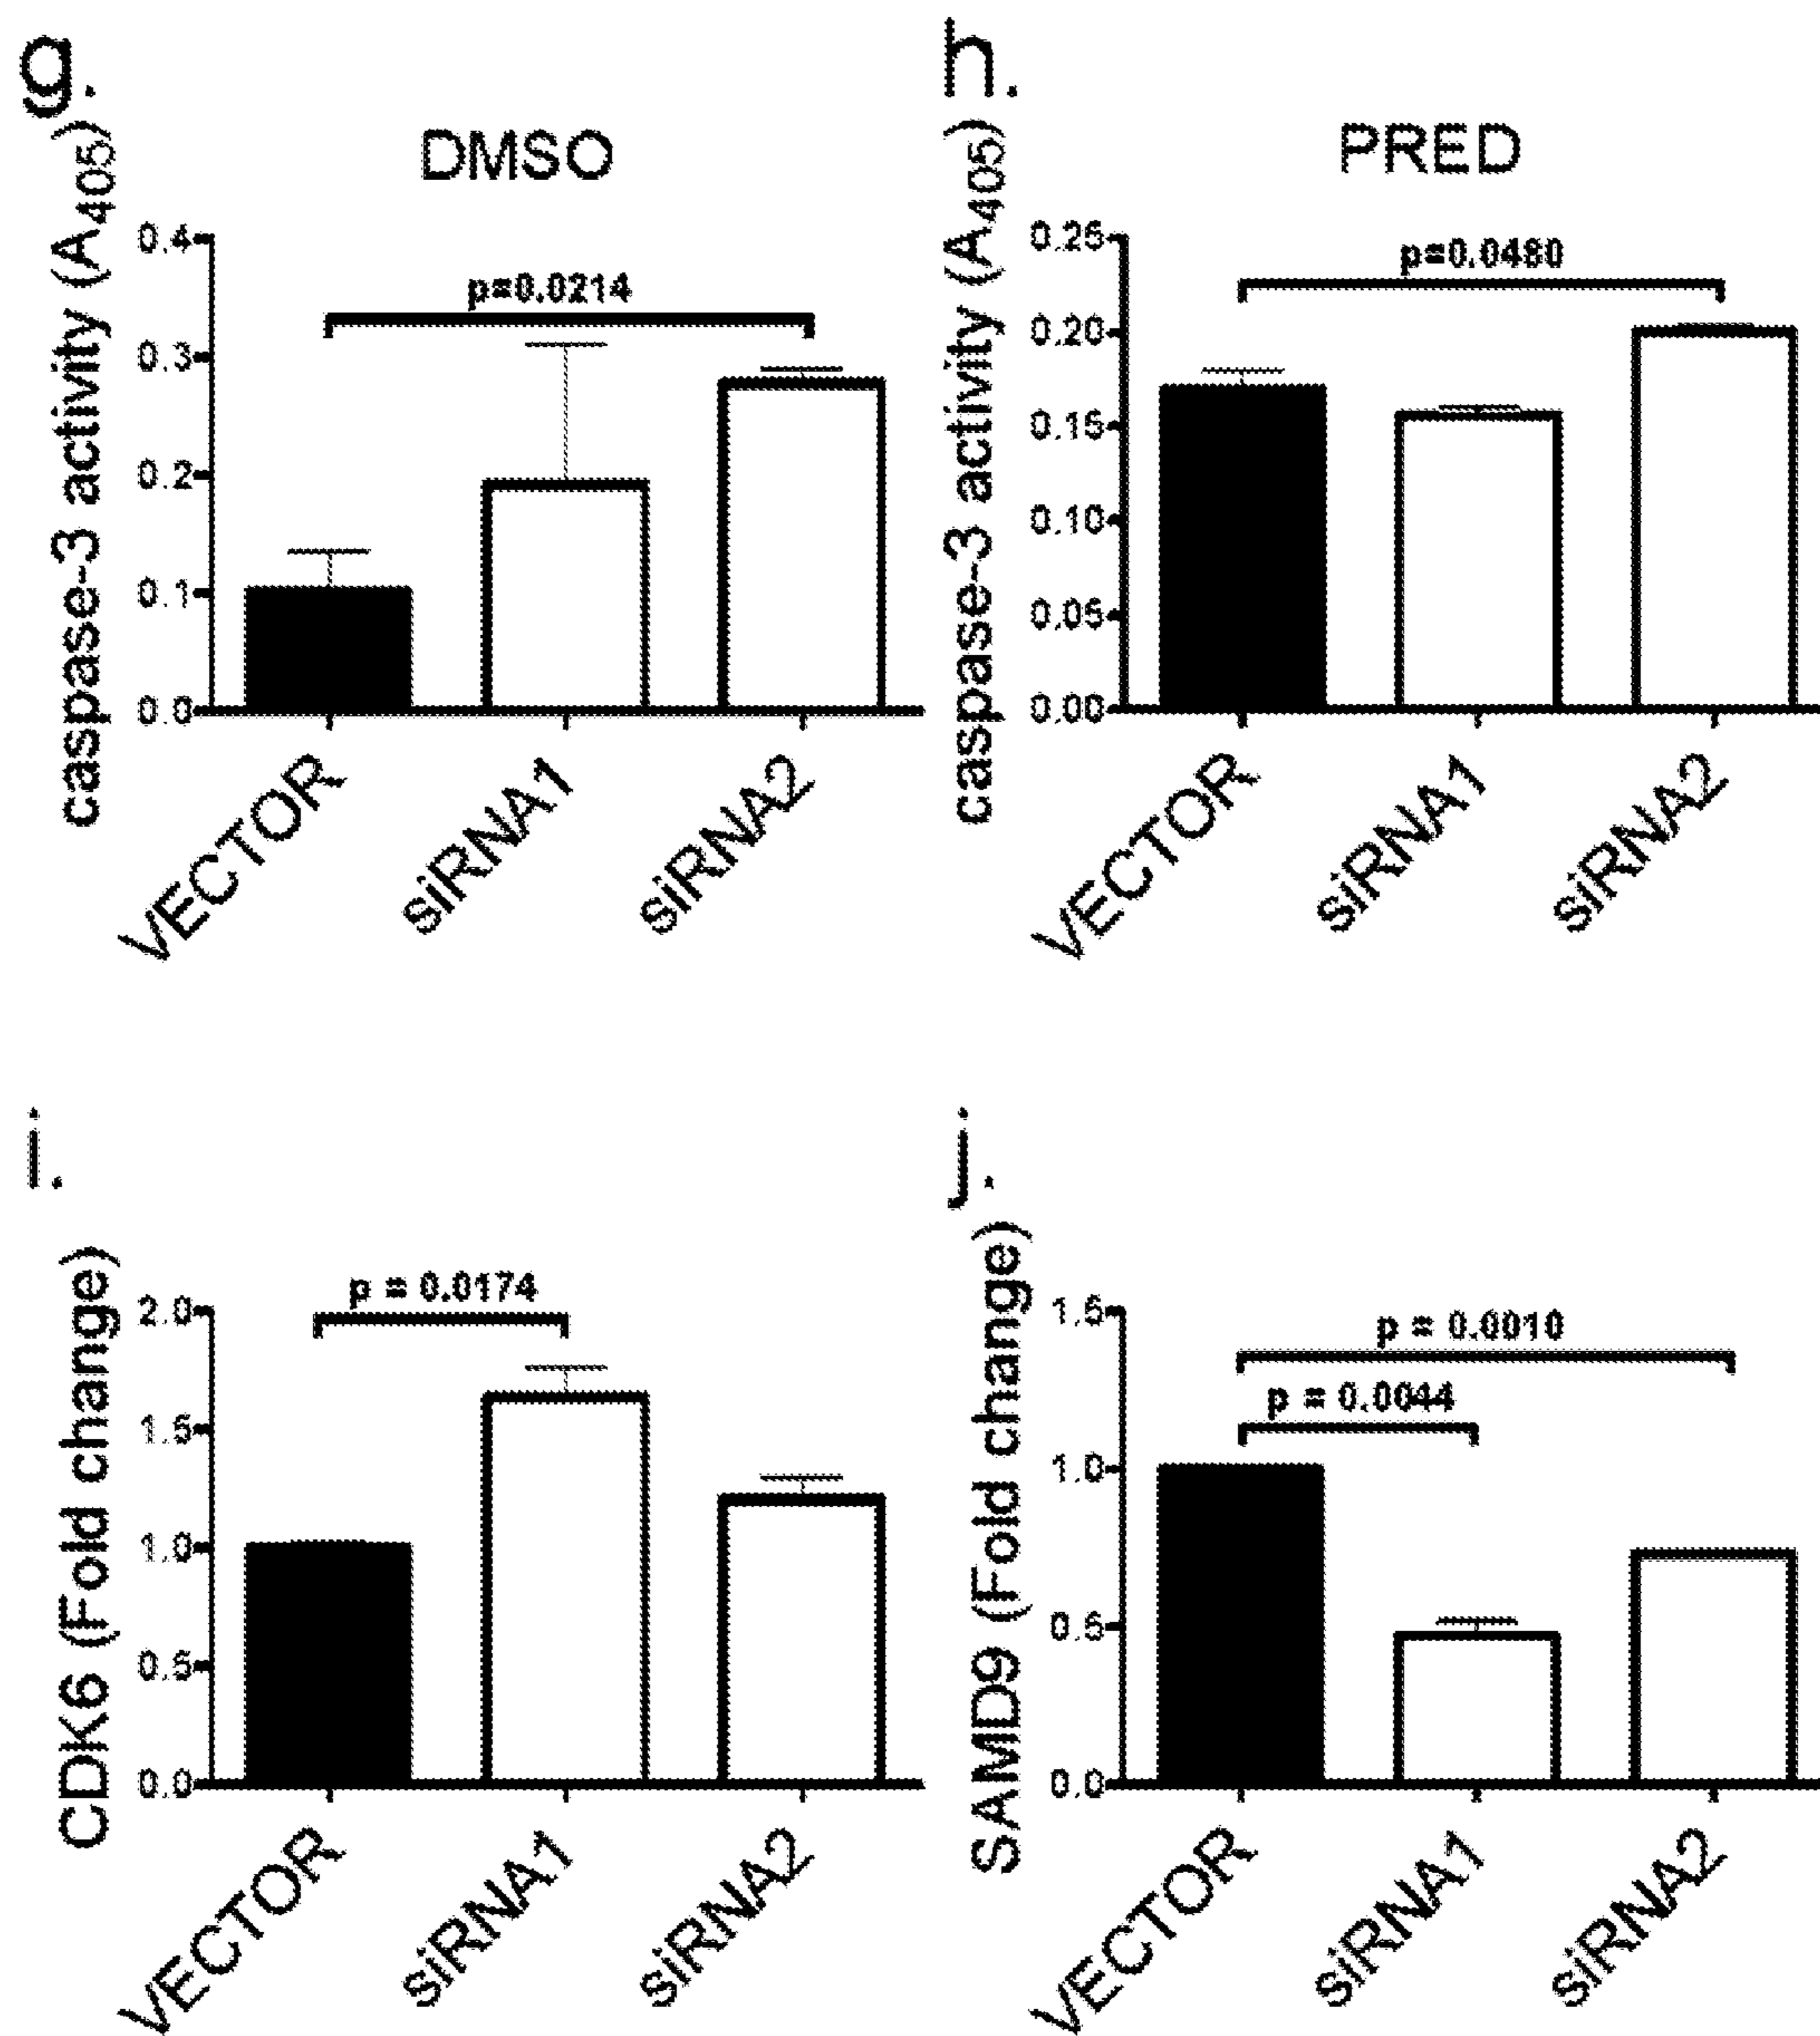 g.
DMSO
caspase-3 activity (A405)
0.4
0.3
0.2
0.1
0.0
p=0.0214
VECTOR
siRNA1
siRNA2
h.
PRED
caspase-3 activity (A405)
0.25
0.20
0.15
0.10
0.05
0.00
p=0.0480
VECTOR
siRNA1
siRNA2
i.
CDK6 (Fold change)
2.0
1.5
1.0
0.5
0.0
p = 0.0174
VECTOR
siRNA1
siRNA2
j.
SAMD9 (Fold change)
1.5
1.0
0.5
0.0
p = 0.0010
p = 0.0044
VECTOR
siRNA1
siRNA2